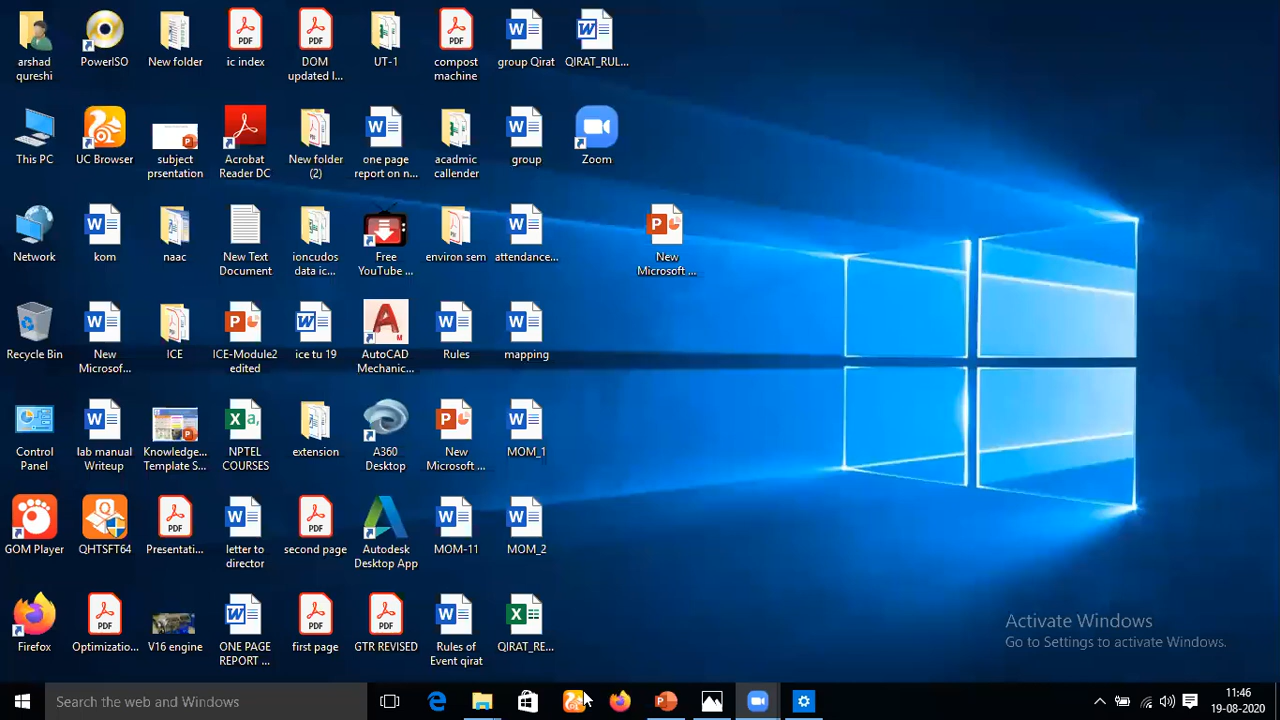 arshad
qureshi
PowerISO
New folder
ic index
DOM
updated l...
UT-1
compost
machine
group Qirat
QIRAT_RUL...
This PC
UC Browser
subject
prsentation
Acrobat
Reader DC
New folder
(2)
one page
report on n...
acadmic
callender
group
Zoom
Network
kom
naac
New Text
Document
ioncudos
data ic...
Free
YouTube ...
environ sem
attendance...
New
Microsoft ...
Recycle Bin
New
Microsof...
ICE
ICE-Module2
edited
ice tu 19
AutoCAD
Mechanic...
Rules
mapping
Control
Panel
lab manual
Writeup
Knowledge...
Template S...
NPTEL
COURSES
extension
A360
Desktop
New
Microsoft ...
MOM_1
GOM Player
QHTSFT64
Presentati...
letter to
director
second page
Autodesk
Desktop App
MOM-11
MOM_2
Firefox
Optimizatio...
V16 engine
ONE PAGE
REPORT ...
first page
GTR REVISED
Rules of
Event qirat
QIRAT_RE...
Activate Windows
Go to Settings to activate Windows.
Search the web and Windows
11:46
19-08-2020